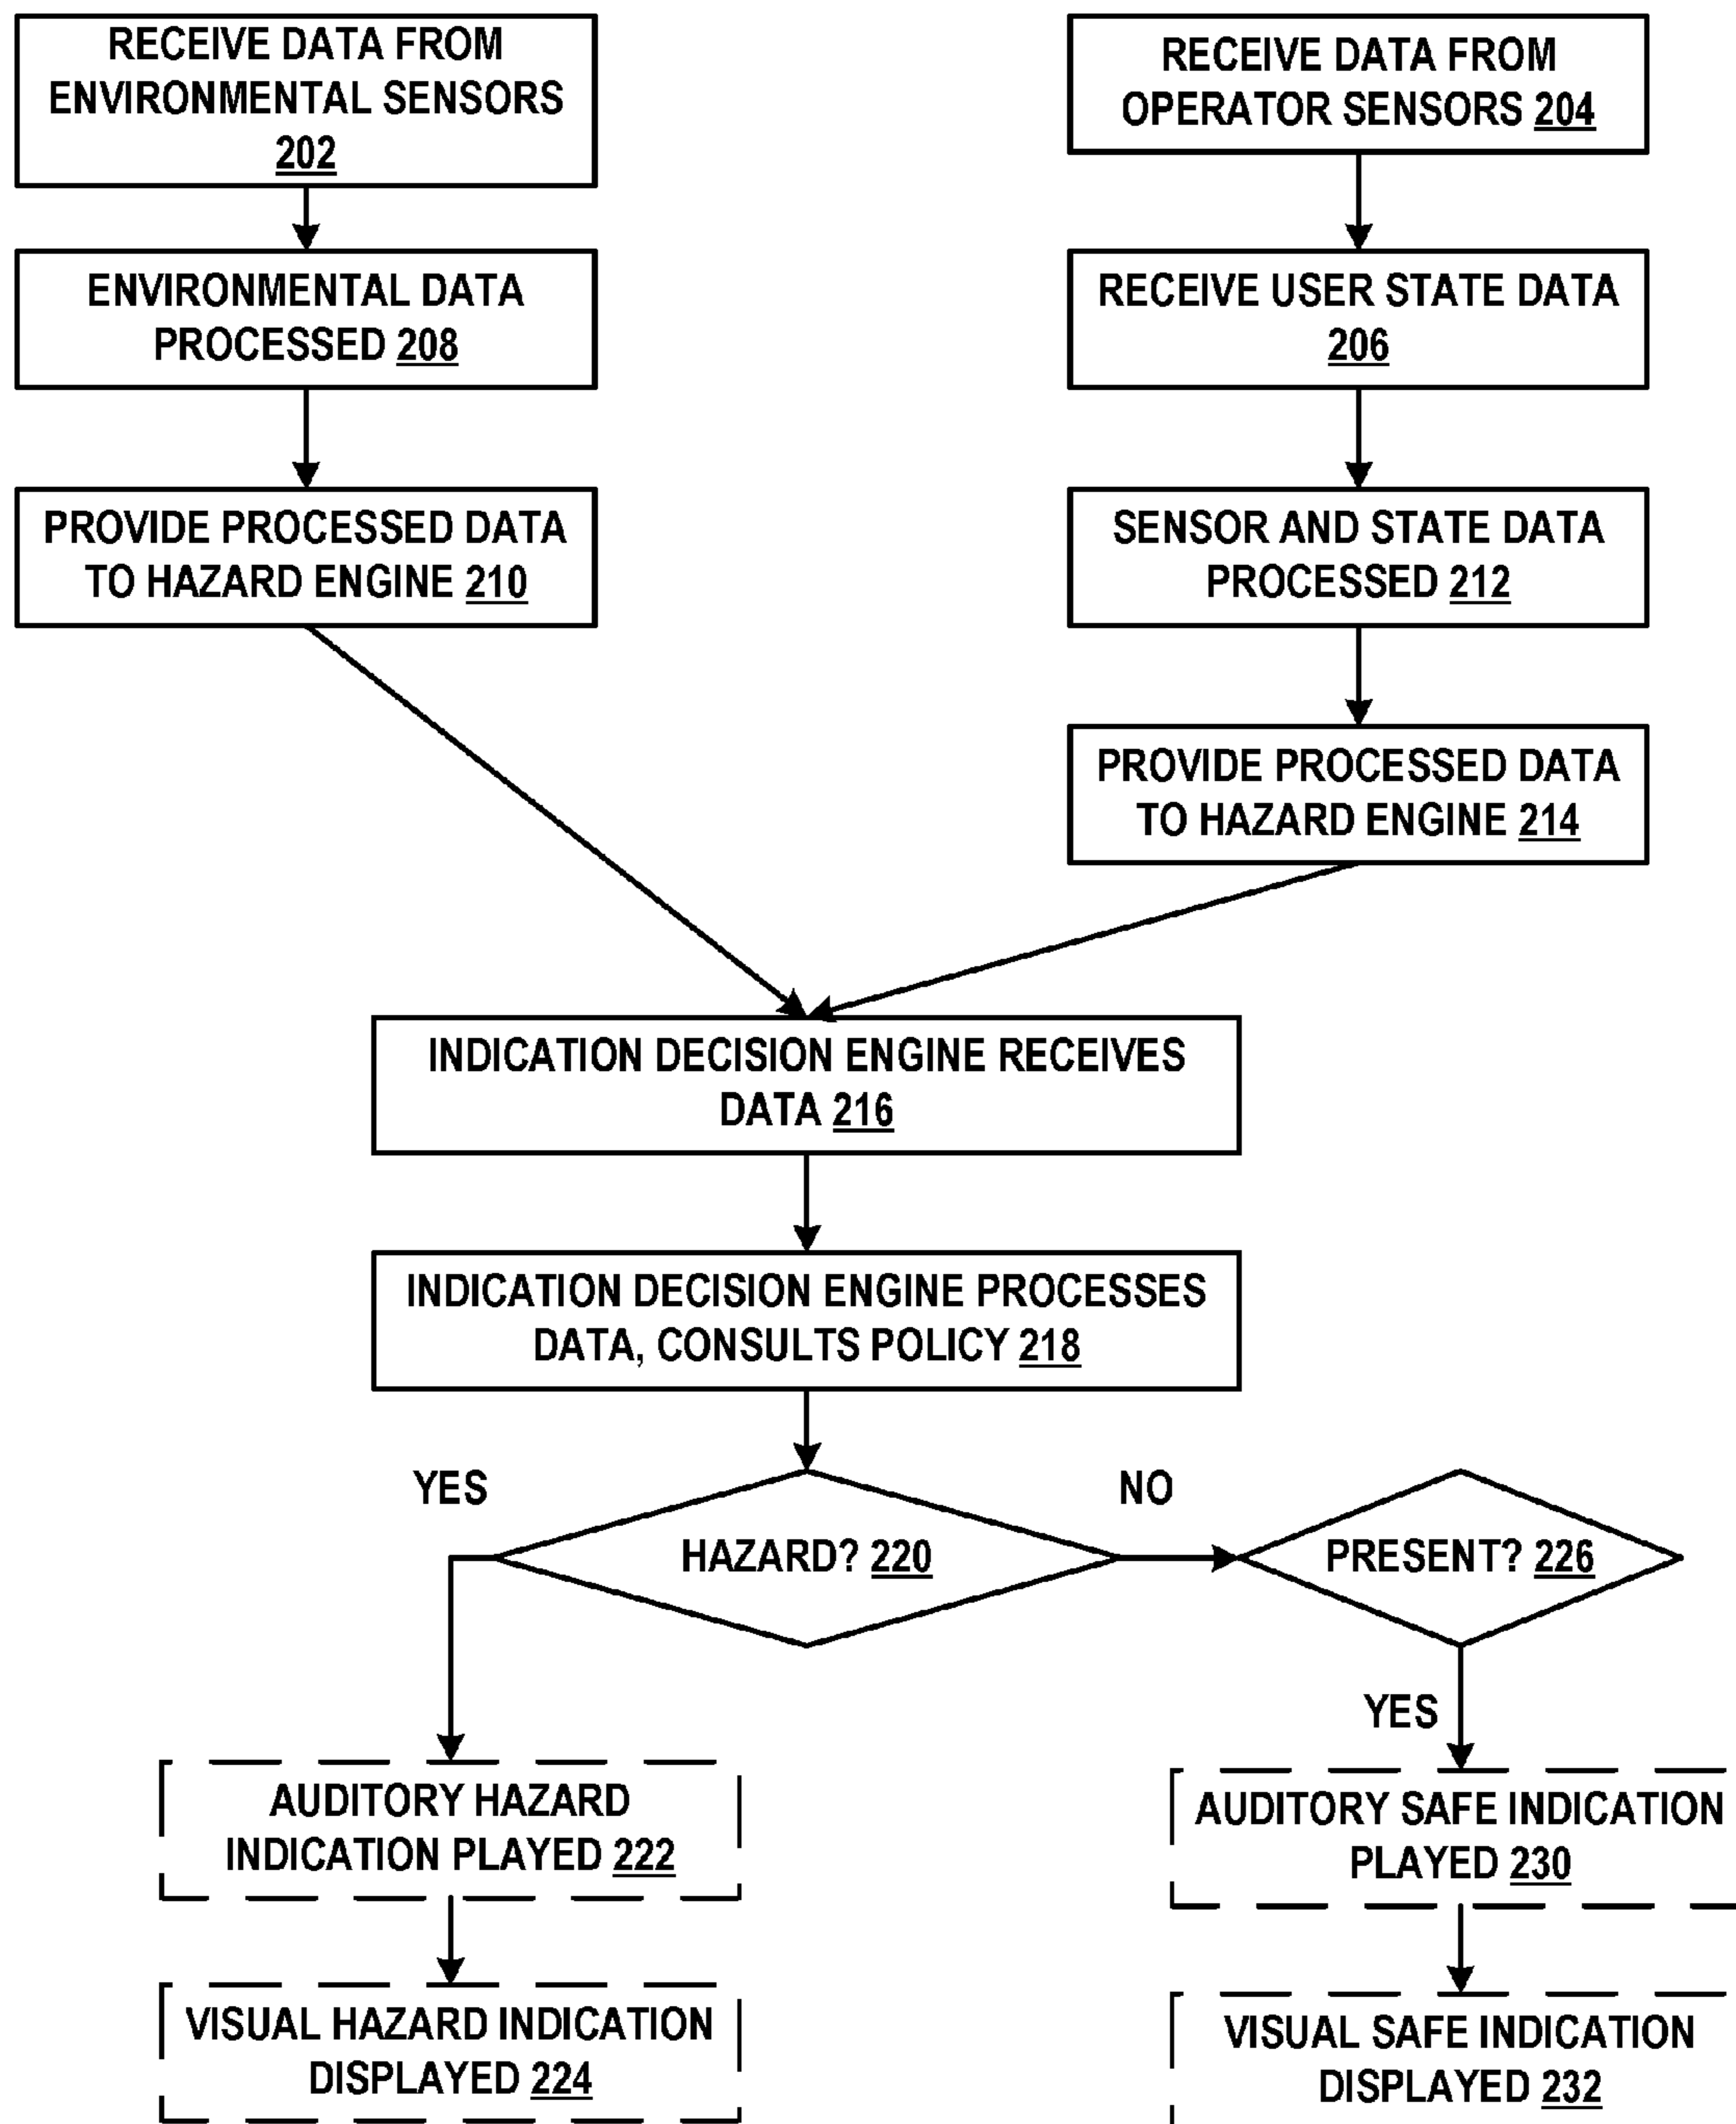 RECEIVE DATA FROM
ENVIRONMENTAL SENSORS
202
RECEIVE DATA FROM
OPERATOR SENSORS 204
ENVIRONMENTAL DATA
PROCESSED 208
RECEIVE USER STATE DATA
206
PROVIDE PROCESSED DATA
TO HAZARD ENGINE 210
SENSOR AND STATE DATA
PROCESSED 212
PROVIDE PROCESSED DATA
TO HAZARD ENGINE 214
INDICATION DECISION ENGINE RECEIVES
DATA 216
INDICATION DECISION ENGINE PROCESSES
DATA, CONSULTS POLICY 218
YES
NO
HAZARD? 220
PRESENT? 226
YES
AUDITORY HAZARD
INDICATION PLAYED 222
AUDITORY SAFE INDICATION
PLAYED 230
VISUAL HAZARD INDICATION
DISPLAYED 224
VISUAL SAFE INDICATION
DISPLAYED 232